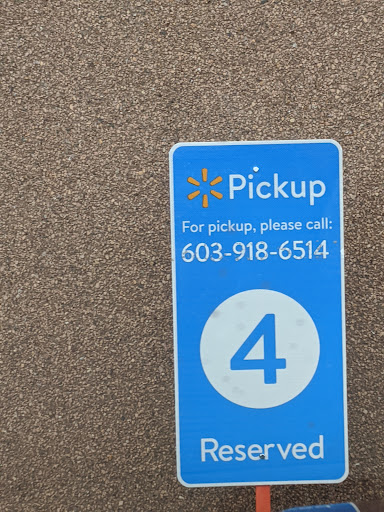 Pickup
For pickup, please call:
603-918-6514
4
Reserved